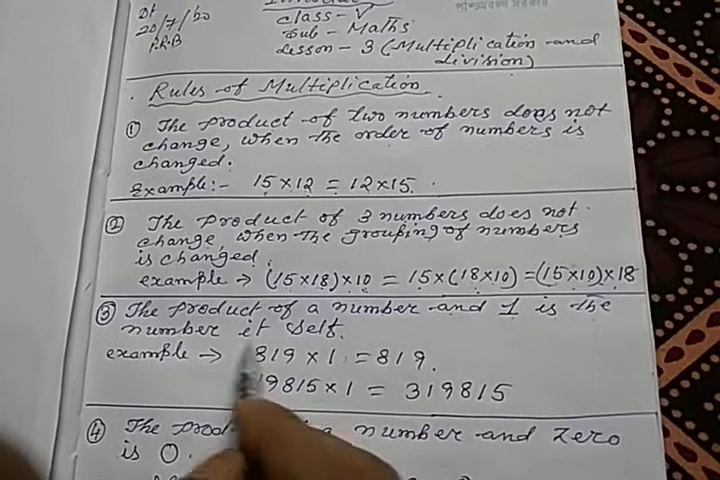 Dt
20/7/20
P.R.B
class - V
Sub - Maths
Lesson - 3 (Multiplication and
division)
Rules of Multiplication.
① The product of two numbers does not
change, when the order of numbers is
changed.
Example:- 15×12 = 12×15.
② The product of 3 numbers does not
change, when the grouping of numbers
is changed.
example → (15×18)×10 = 15×(18×10) = (15×10)×18
③ The product of a number and 1 is the
number it self.
example → 819 × 1 = 819.
19815 × 1 = 319815
④ The a number and zero
is 0.